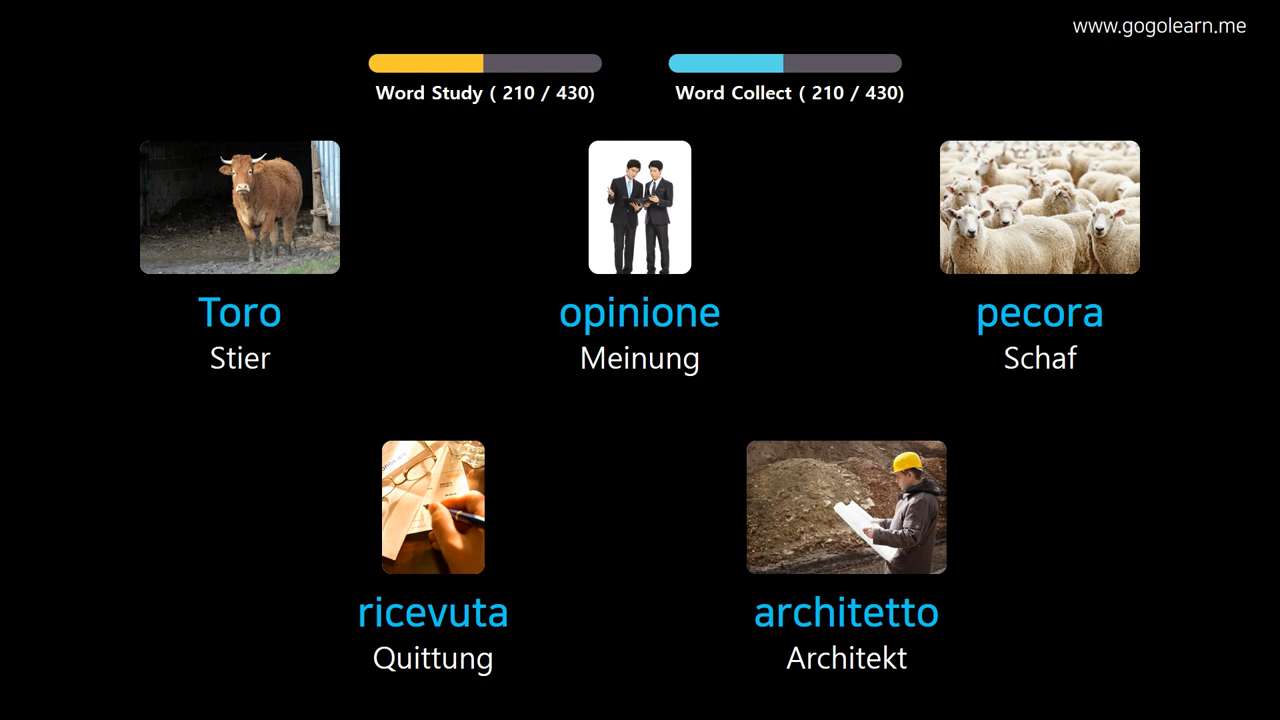 www.gogolearn.me
Word Study ( 210 / 430)
Word Collect ( 210 / 430)
Toro
Stier
opinione
Meinung
pecora
Schaf
ricevuta
Quittung
architetto
Architekt